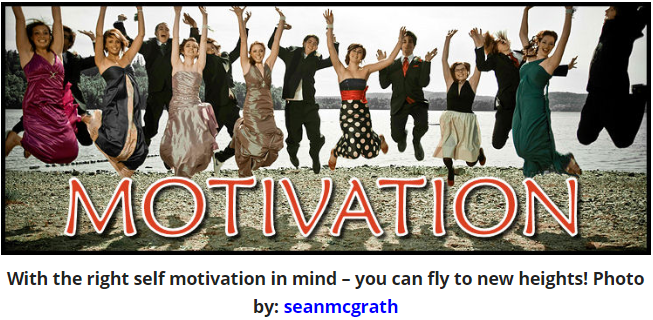 MOTIVATION
With the right self motivation in mind – you can fly to new heights! Photo
by: seanmcgrath